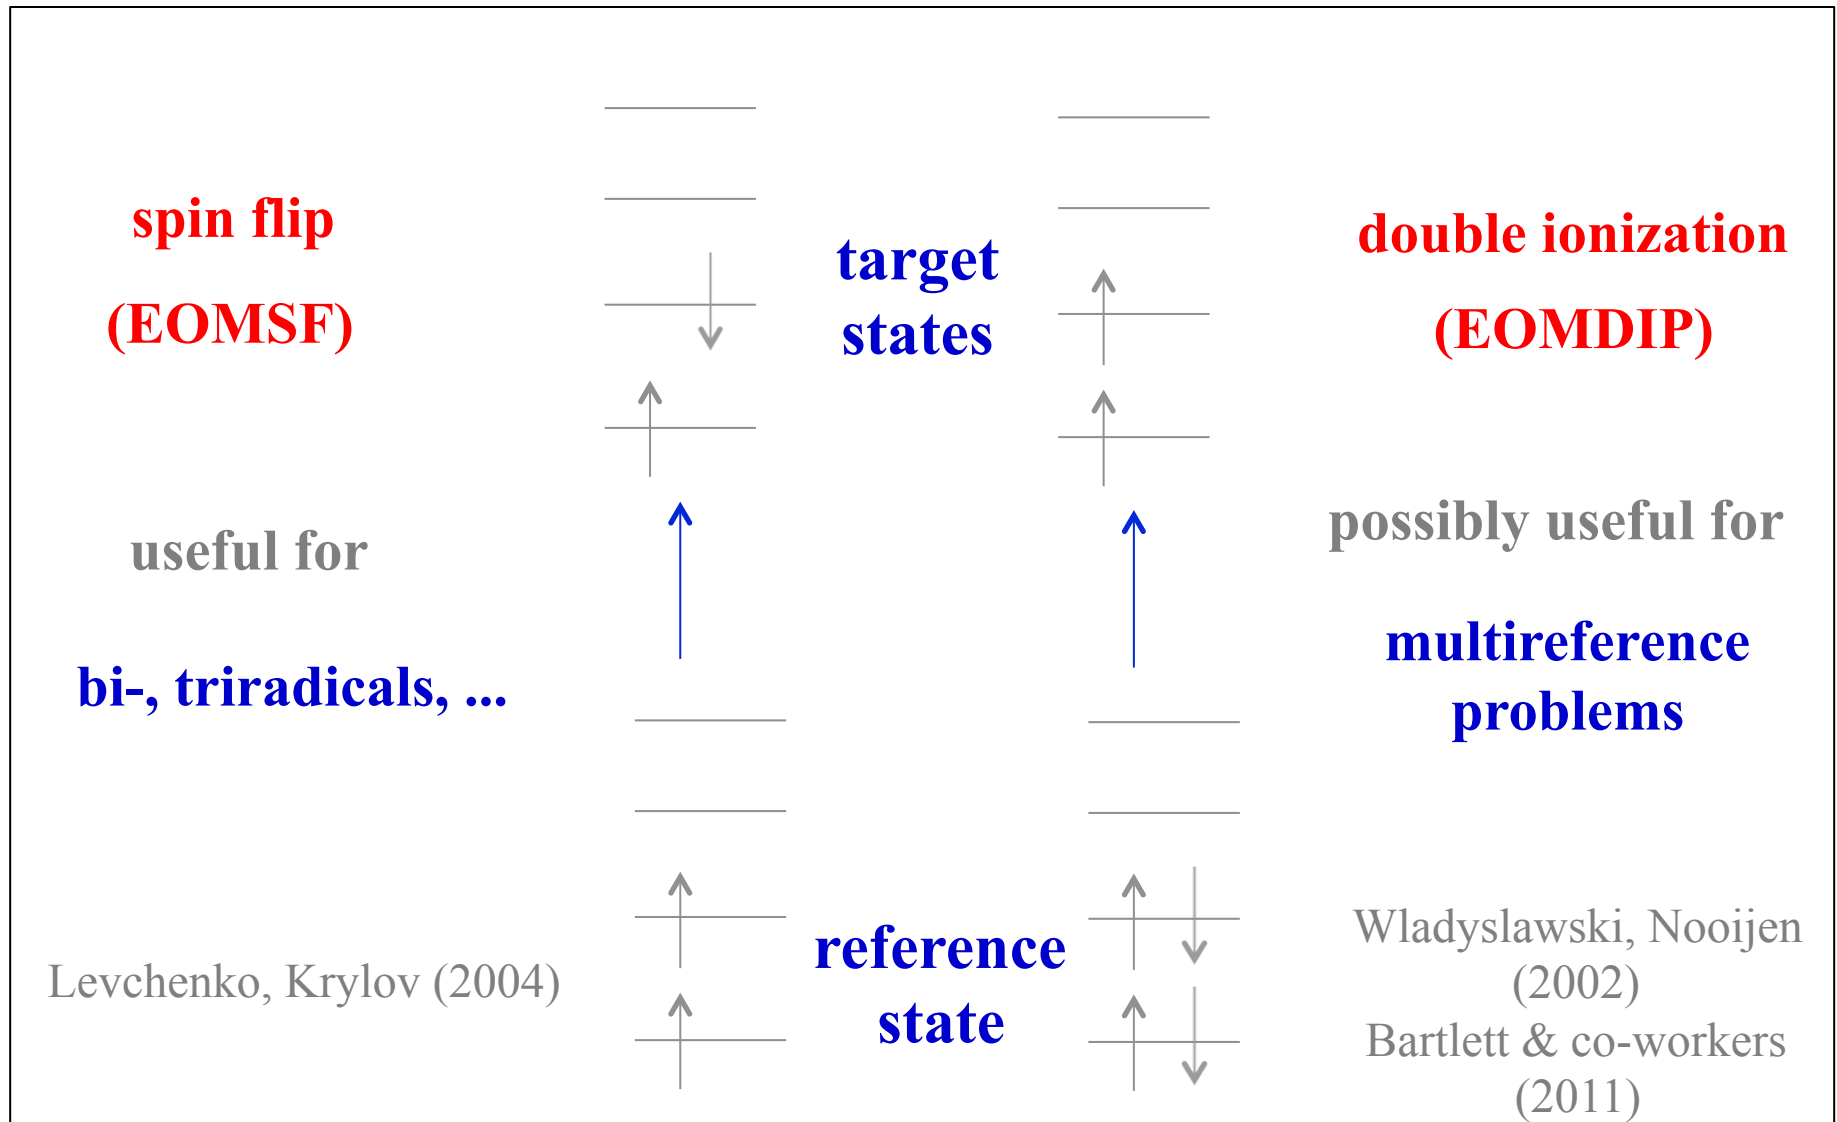 spin flip
(EOMSF)
useful for
bi-, triradicals, ...
Levchenko, Krylov (2004)
target
states
reference
state
double ionization
(EOMDIP)
possibly useful for
multireference
problems
Wladyslawski, Nooijen
(2002)
Bartlett & co-workers
(2011)